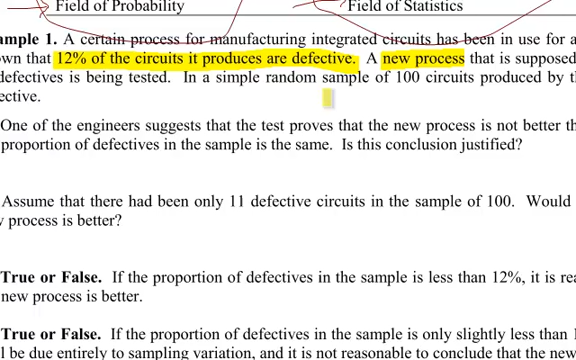 Field of Probability Field of Statistics
ample 1. A certain process for manufacturing integrated circuits has been in use for a
wn that 12% of the circuits it produces are defective. A new process that is supposed
defectives is being tested. In a simple random sample of 100 circuits produced by t
ective.
One of the engineers suggests that the test proves that the new process is not better th
proportion of defectives in the sample is the same. Is this conclusion justified?
Assume that there had been only 11 defective circuits in the sample of 100. Would
process is better?
True or False. If the proportion of defectives in the sample is less than 12%, it is rea
new process is better.
True or False. If the proportion of defectives in the sample is only slightly less than 1
l be due entirely to sampling variation, and it is not reasonable to conclude that the new